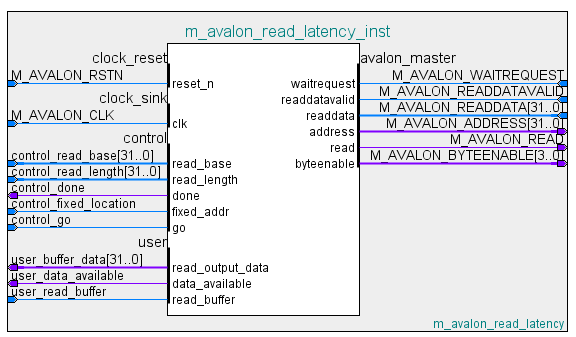 m_avalon_read_latency_inst
clock_reset
M_AVALON_RSTN
reset_n
clock_sink
M_AVALON_CLK
clk
control
control_read_base[31..0]
read_base
control_read_length[31..0]
read_length
control_done
done
control_fixed_location
fixed_addr
control_go
go
user
user_buffer_data[31..0]
read_output_data
user_data_available
data_available
user_read_buffer
read_buffer
avalon_master
waitrequest
M_AVALON_WAITREQUEST
readdatavalid
M_AVALON_READDATAVALID
readdata
M_AVALON_READDATA[31..0]
address
M_AVALON_ADDRESS[31..0]
read
M_AVALON_READ
byteenable
M_AVALON_BYTEENABLE[3..0]
m_avalon_read_latency